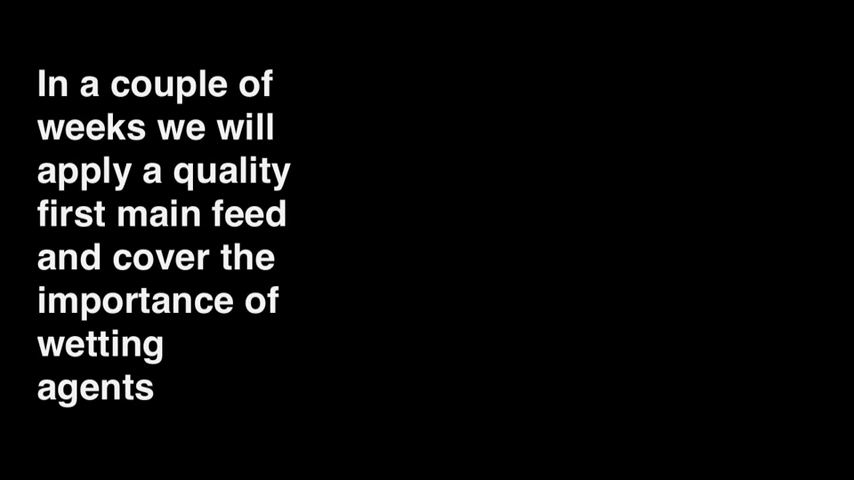 In a couple of
weeks we will
apply a quality
first main feed
and cover the
importance of
wetting
agents